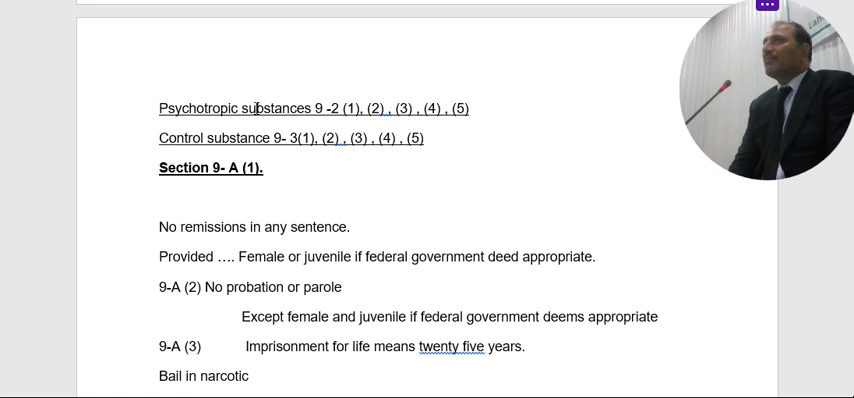 Psychotropic substances 9 -2 (1), (2) , (3) , (4) , (5)
Control substance 9- 3(1), (2) , (3) , (4) , (5)
Section 9- A (1).
No remissions in any sentence.
Provided …. Female or juvenile if federal government deed appropriate.
9-A (2) No probation or parole
Except female and juvenile if federal government deems appropriate
9-A (3) Imprisonment for life means twenty five years.
Bail in narcotic